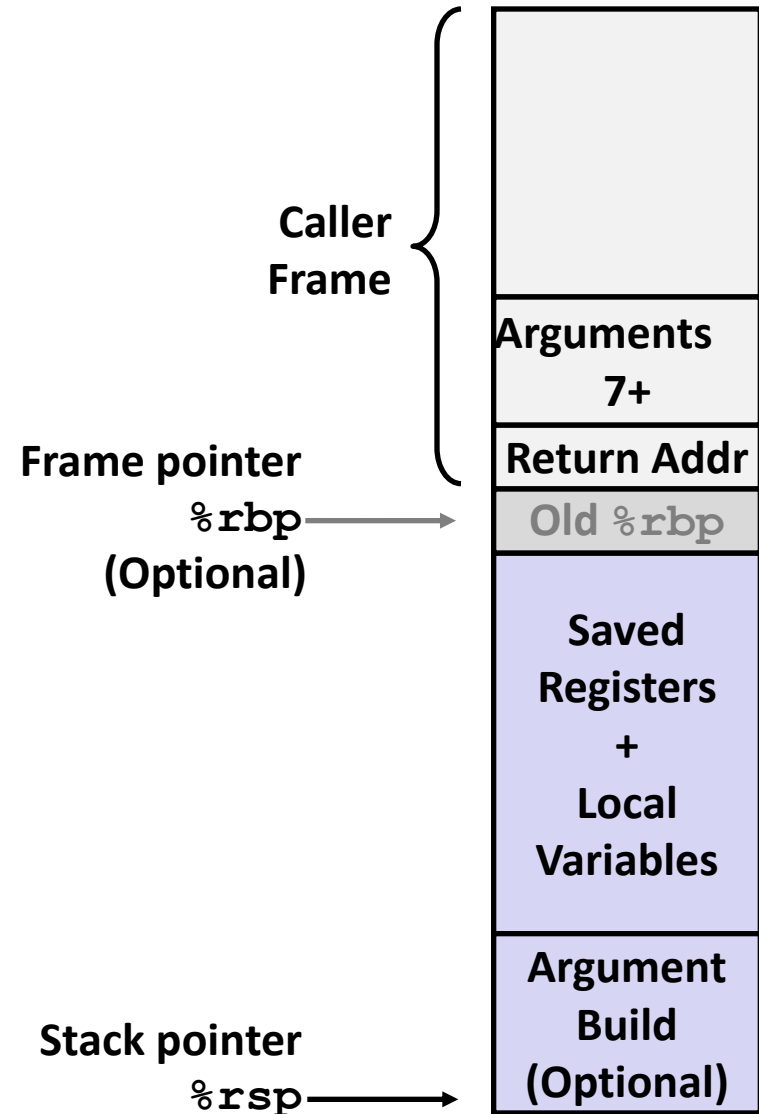 Caller
Frame
Arguments
7+
Return Addr
Frame pointer
%rbp
(Optional)
Old %rbp
Saved
Registers
+
Local
Variables
Argument
Build
(Optional)
Stack pointer
%rsp